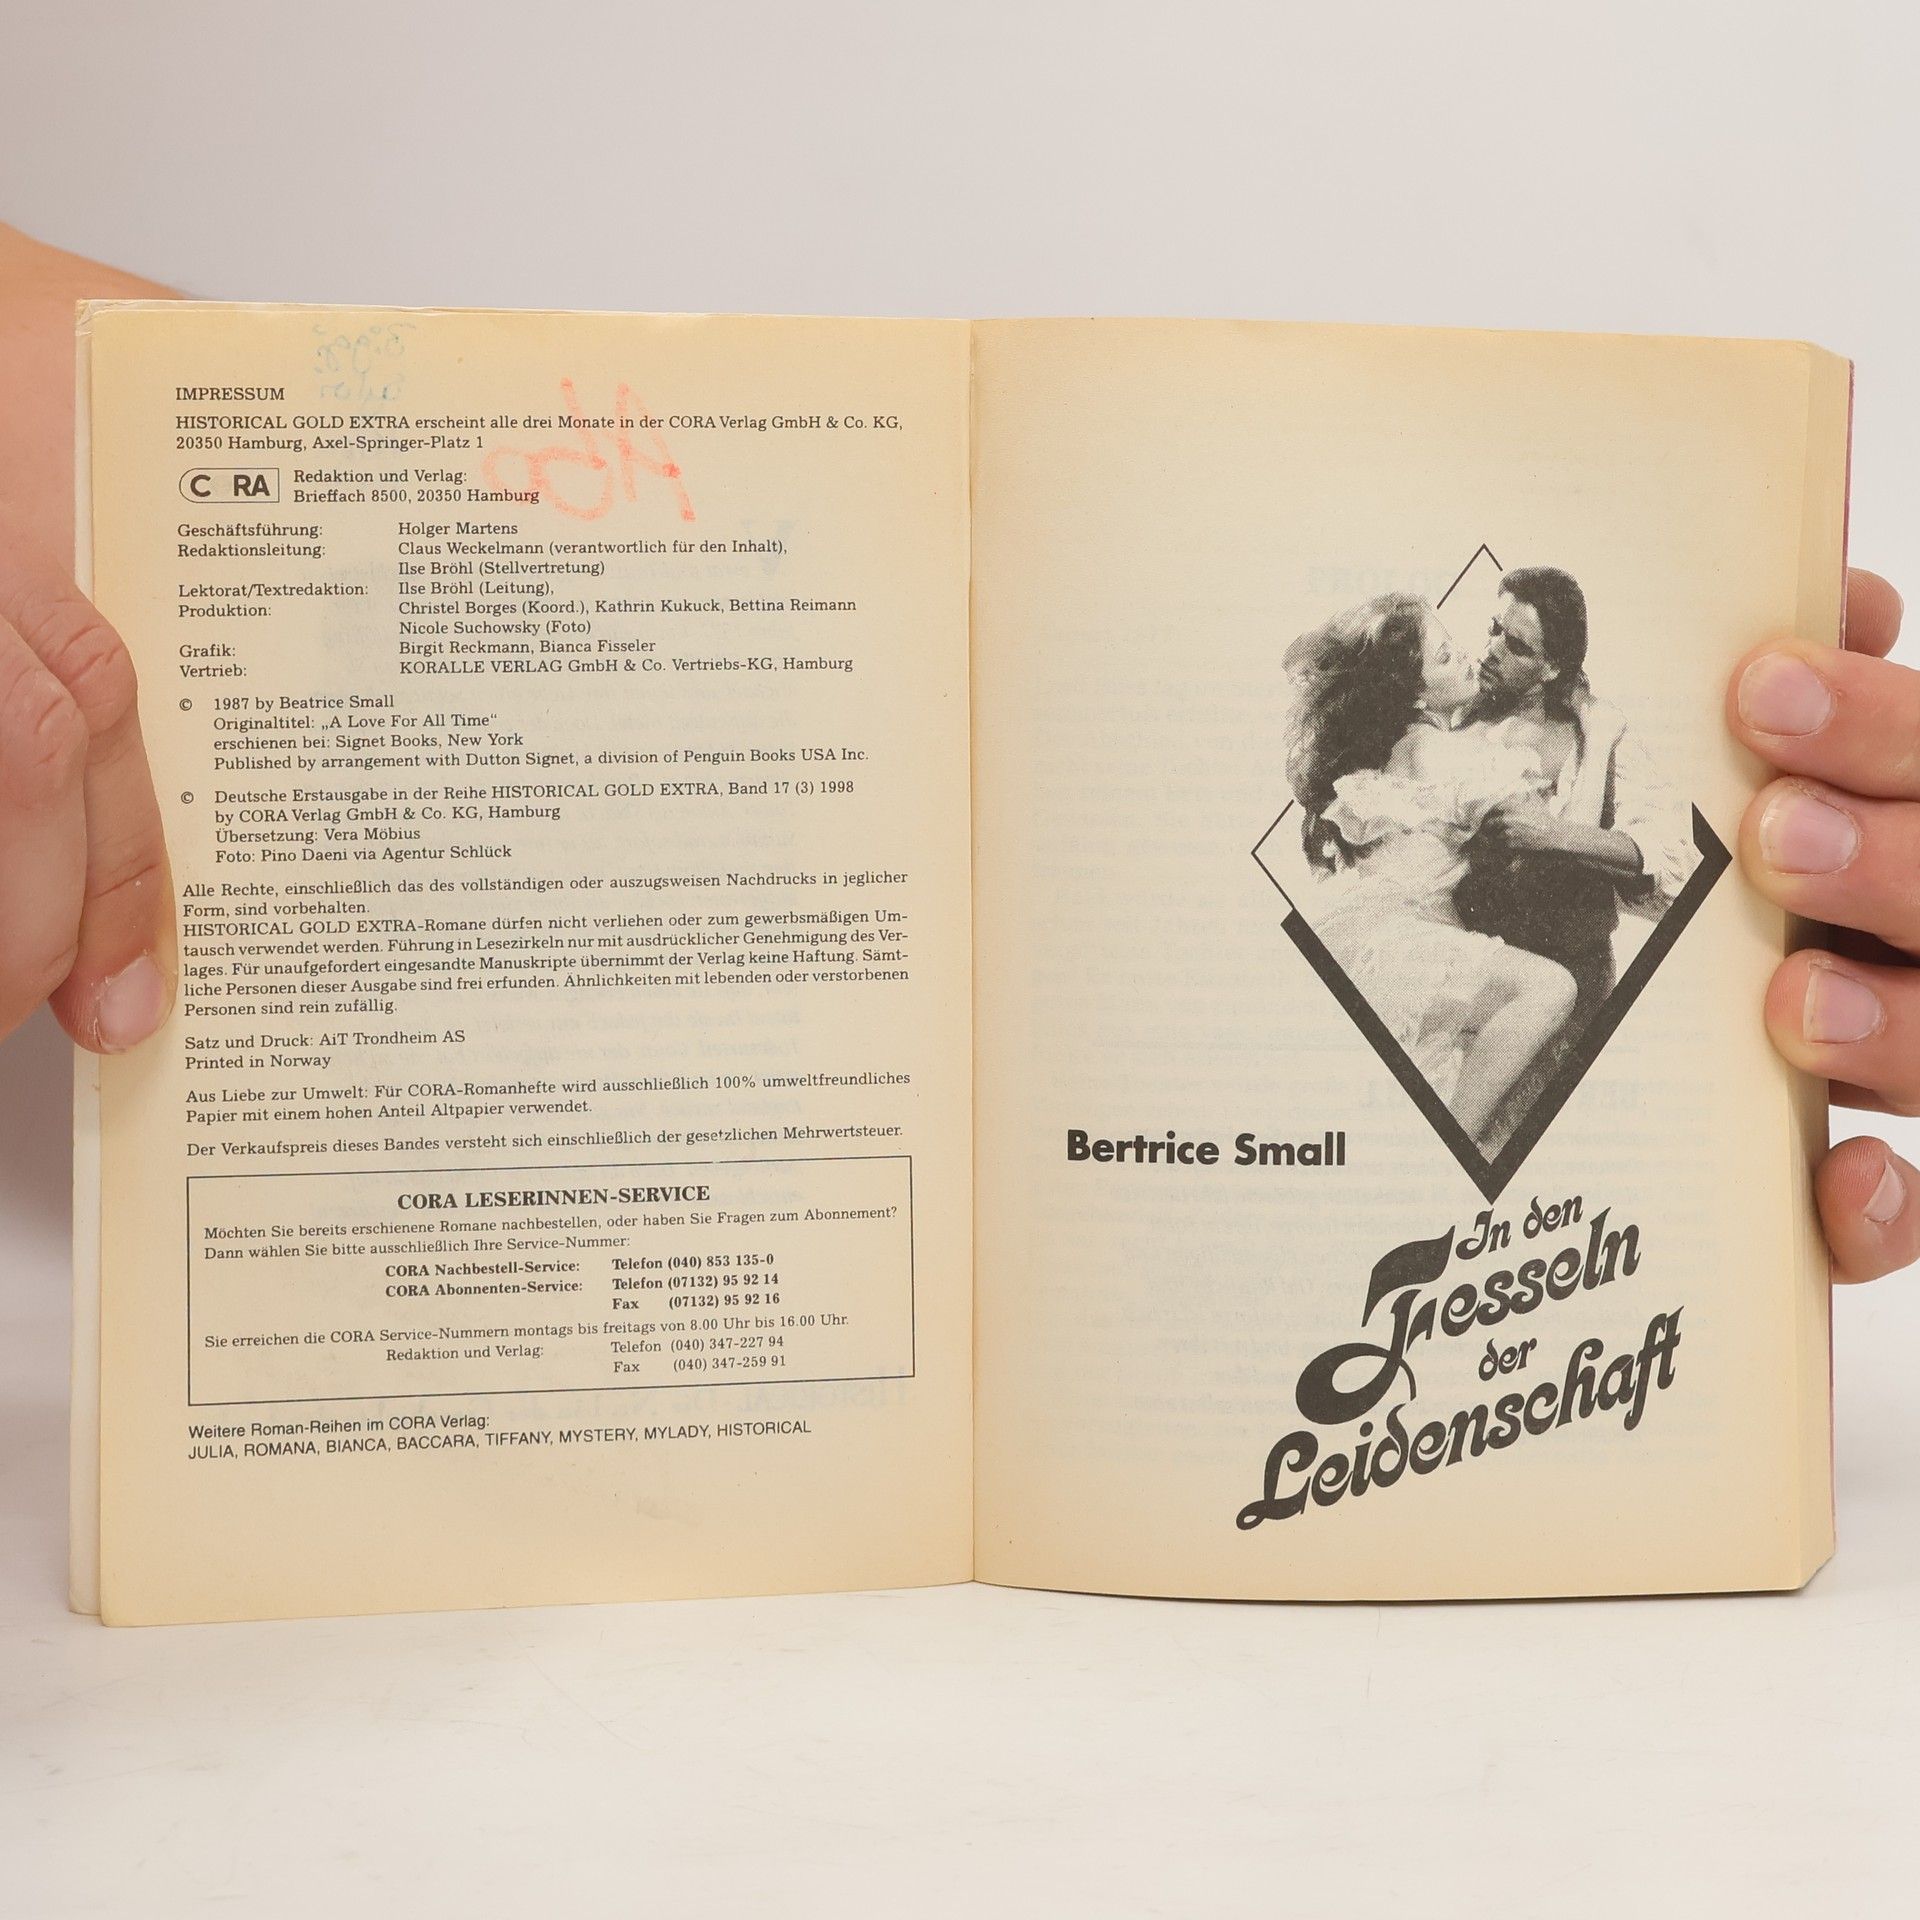 IMPRESSUM
HISTORICAL GOLD EXTRA erscheint alle drei Monate in der CORA Verlag GmbH & Co. KG,
20350 Hamburg, Axel-Springer-Platz 1
C RA
Redaktion und Verlag:
Brieffach 8500, 20350 Hamburg
Geschäftsführung: Holger Martens
Redaktionsleitung: Claus Weckelmann (verantwortlich für den Inhalt),
Ilse Bröhl (Stellvertretung)
Lektorat/Textredaktion: Ilse Bröhl (Leitung),
Produktion: Christel Borges (Koord.), Kathrin Kukuck, Bettina Reimann
Nicole Suchowsky (Foto)
Grafik: Birgit Reckmann, Bianca Fisseler
Vertrieb: KORALLE VERLAG GmbH & Co. Vertriebs-KG, Hamburg
© 1987 by Beatrice Small
Originaltitel: „A Love For All Time“
erschienen bei: Signet Books, New York
Published by arrangement with Dutton Signet, a division of Penguin Books USA Inc.
© Deutsche Erstausgabe in der Reihe HISTORICAL GOLD EXTRA, Band 17 (3) 1998
by CORA Verlag GmbH & Co. KG, Hamburg
Übersetzung: Vera Möbius
Foto: Pino Daeni via Agentur Schlück
Alle Rechte, einschließlich das des vollständigen oder auszugsweisen Nachdrucks in jeglicher
Form, sind vorbehalten.
HISTORICAL GOLD EXTRA-Romane dürfen nicht verliehen oder zum gewerbsmäßigen Um-
tausch verwendet werden. Führung in Lesezirkeln nur mit ausdrücklicher Genehmigung des Ver-
lages. Für unaufgefordert eingesandte Manuskripte übernimmt der Verlag keine Haftung. Sämt-
liche Personen dieser Ausgabe sind frei erfunden. Ähnlichkeiten mit lebenden oder verstorbenen
Personen sind rein zufällig.
Satz und Druck: AiT Trondheim AS
Printed in Norway
Aus Liebe zur Umwelt: Für CORA-Romanhefte wird ausschließlich 100% umweltfreundliches
Papier mit einem hohen Anteil Altpapier verwendet.
Der Verkaufspreis dieses Bandes versteht sich einschließlich der gesetzlichen Mehrwertsteuer.
CORA LESERINNEN-SERVICE
Möchten Sie bereits erschienene Romane nachbestellen, oder haben Sie Fragen zum Abonnement?
Dann wählen Sie bitte ausschließlich Ihre Service-Nummer:
CORA Nachbestell-Service: Telefon (040) 853 135-0
CORA Abonnenten-Service: Telefon (07132) 95 92 14
Fax (07132) 95 92 16
Sie erreichen die CORA Service-Nummern montags bis freitags von 8.00 Uhr bis 16.00 Uhr.
Redaktion und Verlag: Telefon (040) 347-227 94
Fax (040) 347-259 91
Weitere Roman-Reihen im CORA Verlag:
JULIA, ROMANA, BIANCA, BACCARA, TIFFANY, MYSTERY, MYLADY, HISTORICAL
Bertrice Small
In den
Fesseln
der
Leidenschaft